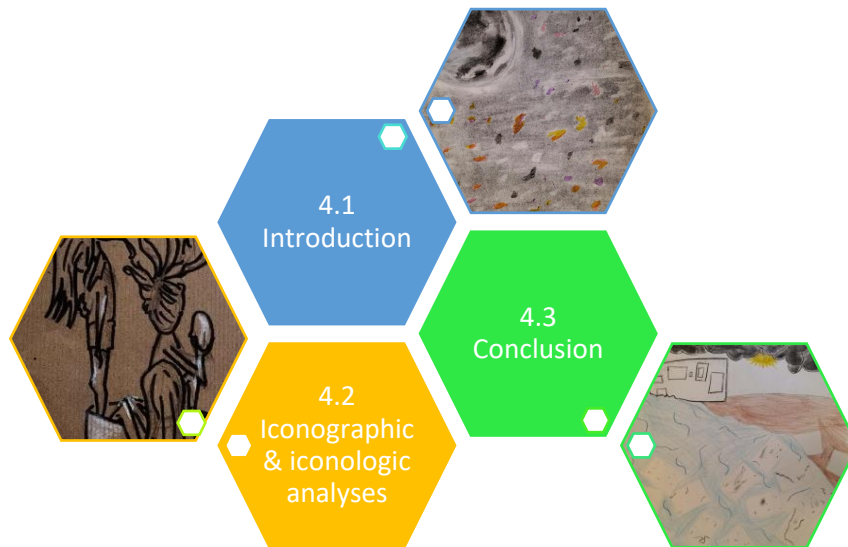 4.1
Introduction
4.2
Iconographic
& iconologic
analyses
4.3
Conclusion